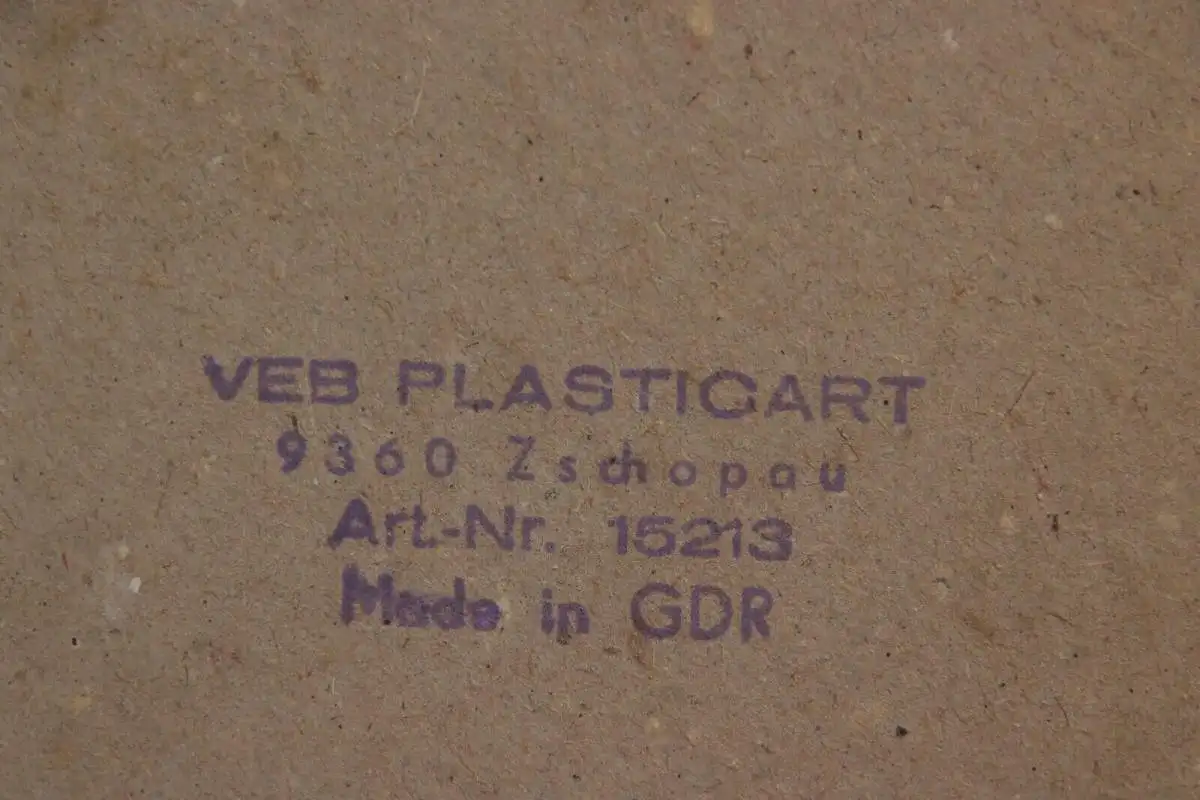 VEB PLASTICART
9360 Zschopau
Art.-Nr. 15213
Made in GDR